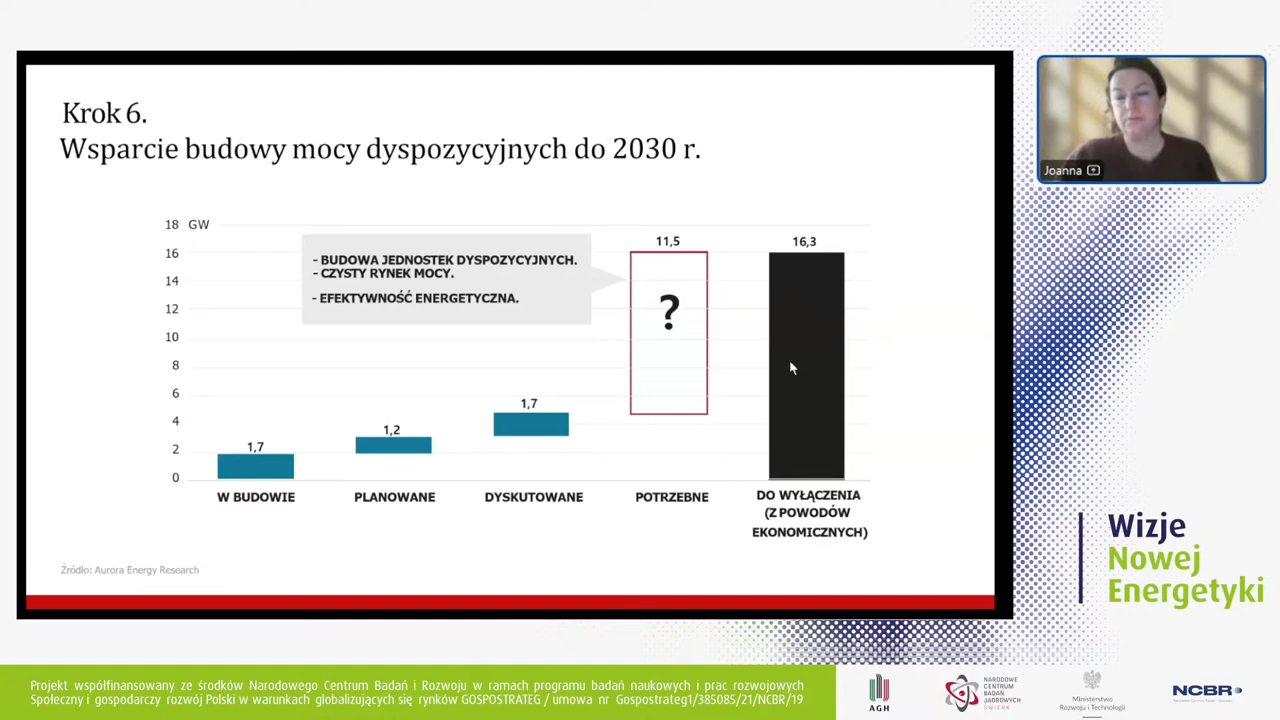 Krok 6.
Wsparcie budowy mocy dyspozycyjnych do 2030 r.
18 GW
16
14
12
10
8
6
4
2
0
- BUDOWA JEDNOSTEK DYSPOZYCYJNYCH.
- CZYSTY RYNEK MOCY.
- EFEKTYWNOŚĆ ENERGETYCZNA.
1,7
1,2
1,7
11,5
?
16,3
W BUDOWIE
PLANOWANE
DYSKUTOWANE
POTRZEBNE
DO WYŁĄCZENIA
(Z POWODÓW
EKONOMICZNYCH)
Źródło: Aurora Energy Research
Joanna
Wizje
Nowej
Energetyki
Projekt współfinansowany ze środków Narodowego Centrum Badań i Rozwoju w ramach programu badań naukowych i prac rozwojowych
Społeczny i gospodarczy rozwój Polski w warunkach globalizujących się rynków GOSPOSTRATEG / umowa nr Gospostrateg1/385085/21/NCBR/19
AGH
NARODOWE
CENTRUM
BADAŃ
JĄDROWYCH
ŚWIERK
Ministerstwo
Rozwoju i Technologii
NCBR